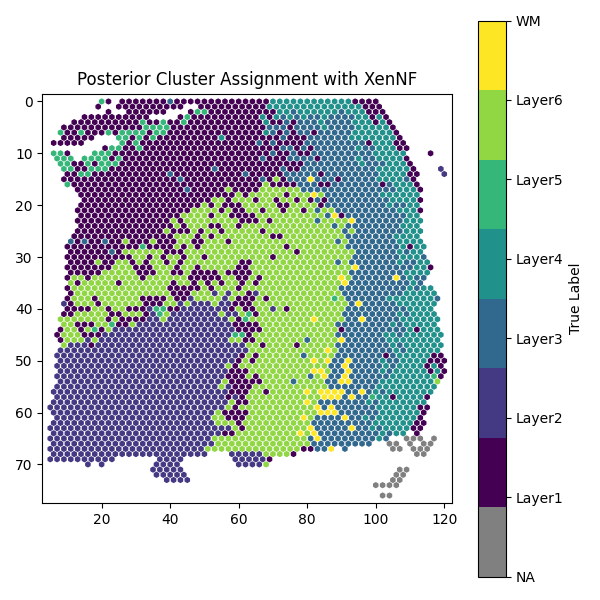 Posterior Cluster Assignment with XenNF
0
10
20
30
40
50
60
70
20
40
60
80
100
120
WM
Layer6
Layer5
Layer4
Layer3
Layer2
Layer1
NA
True Label